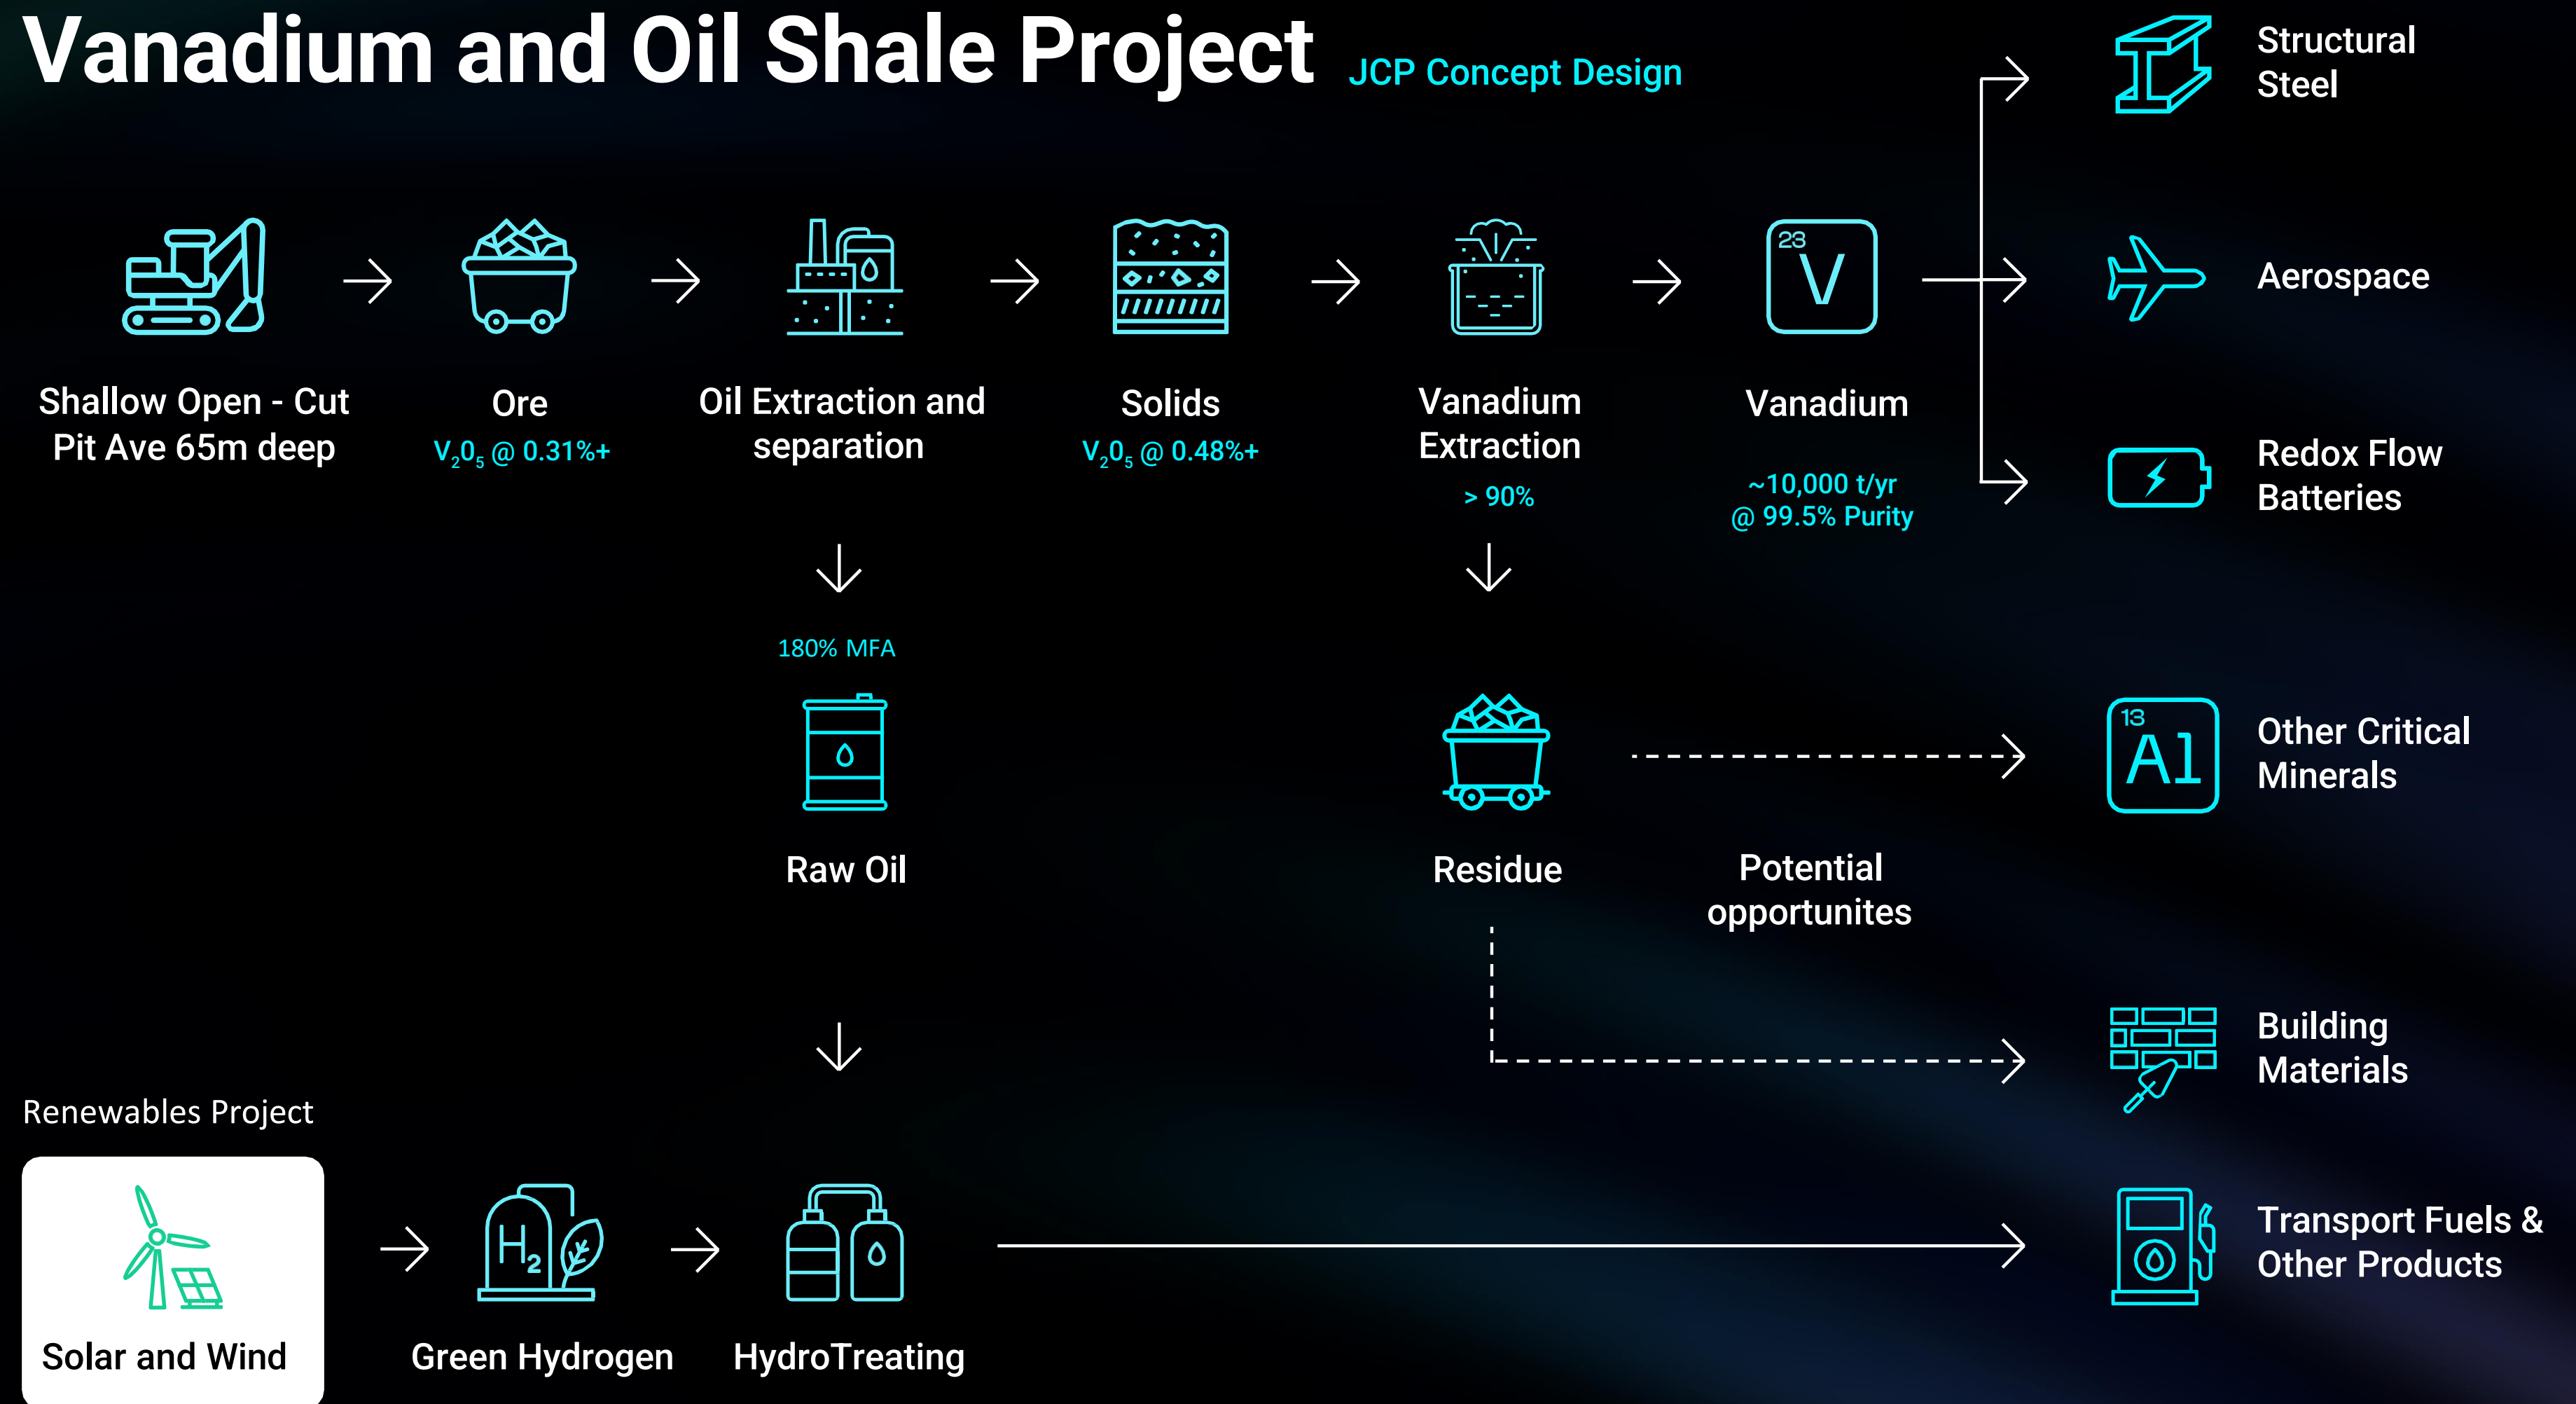 Vanadium and Oil Shale Project
JCP Concept Design
Structural
Steel
Aerospace
Redox Flow
Batteries
Shallow Open - Cut
Pit Ave 65m deep
Ore
V₂0₅ @ 0.31%+
Oil Extraction and
separation
Solids
V₂0₅ @ 0.48%+
Vanadium
Extraction
> 90%
23
V
Vanadium
~10,000 t/yr
@ 99.5% Purity
180% MFA
Raw Oil
Residue
Potential
opportunites
13
Al
Other Critical
Minerals
Building
Materials
Renewables Project
Solar and Wind
H₂
Green Hydrogen
HydroTreating
Transport Fuels &
Other Products